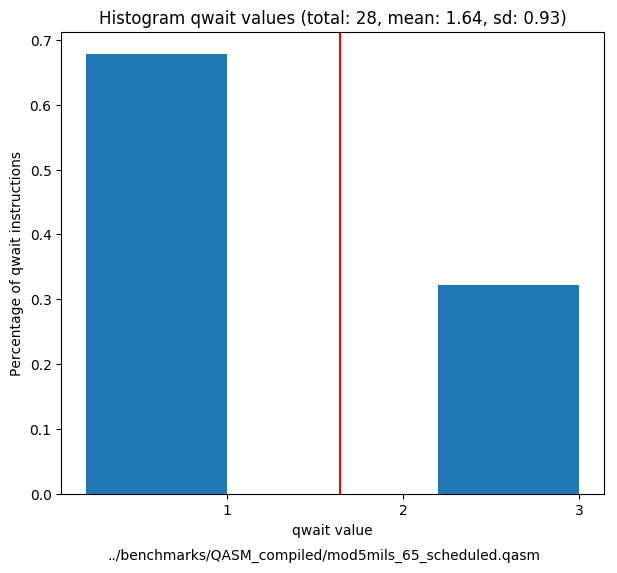 Histogram qwait values (total: 28, mean: 1.64, sd: 0.93)
0.7
0.6
0.5
0.4
0.3
0.2
0.1
0.0
Percentage of qwait instructions
1
2
3
qwait value
../benchmarks/QASM_compiled/mod5mils_65_scheduled.qasm